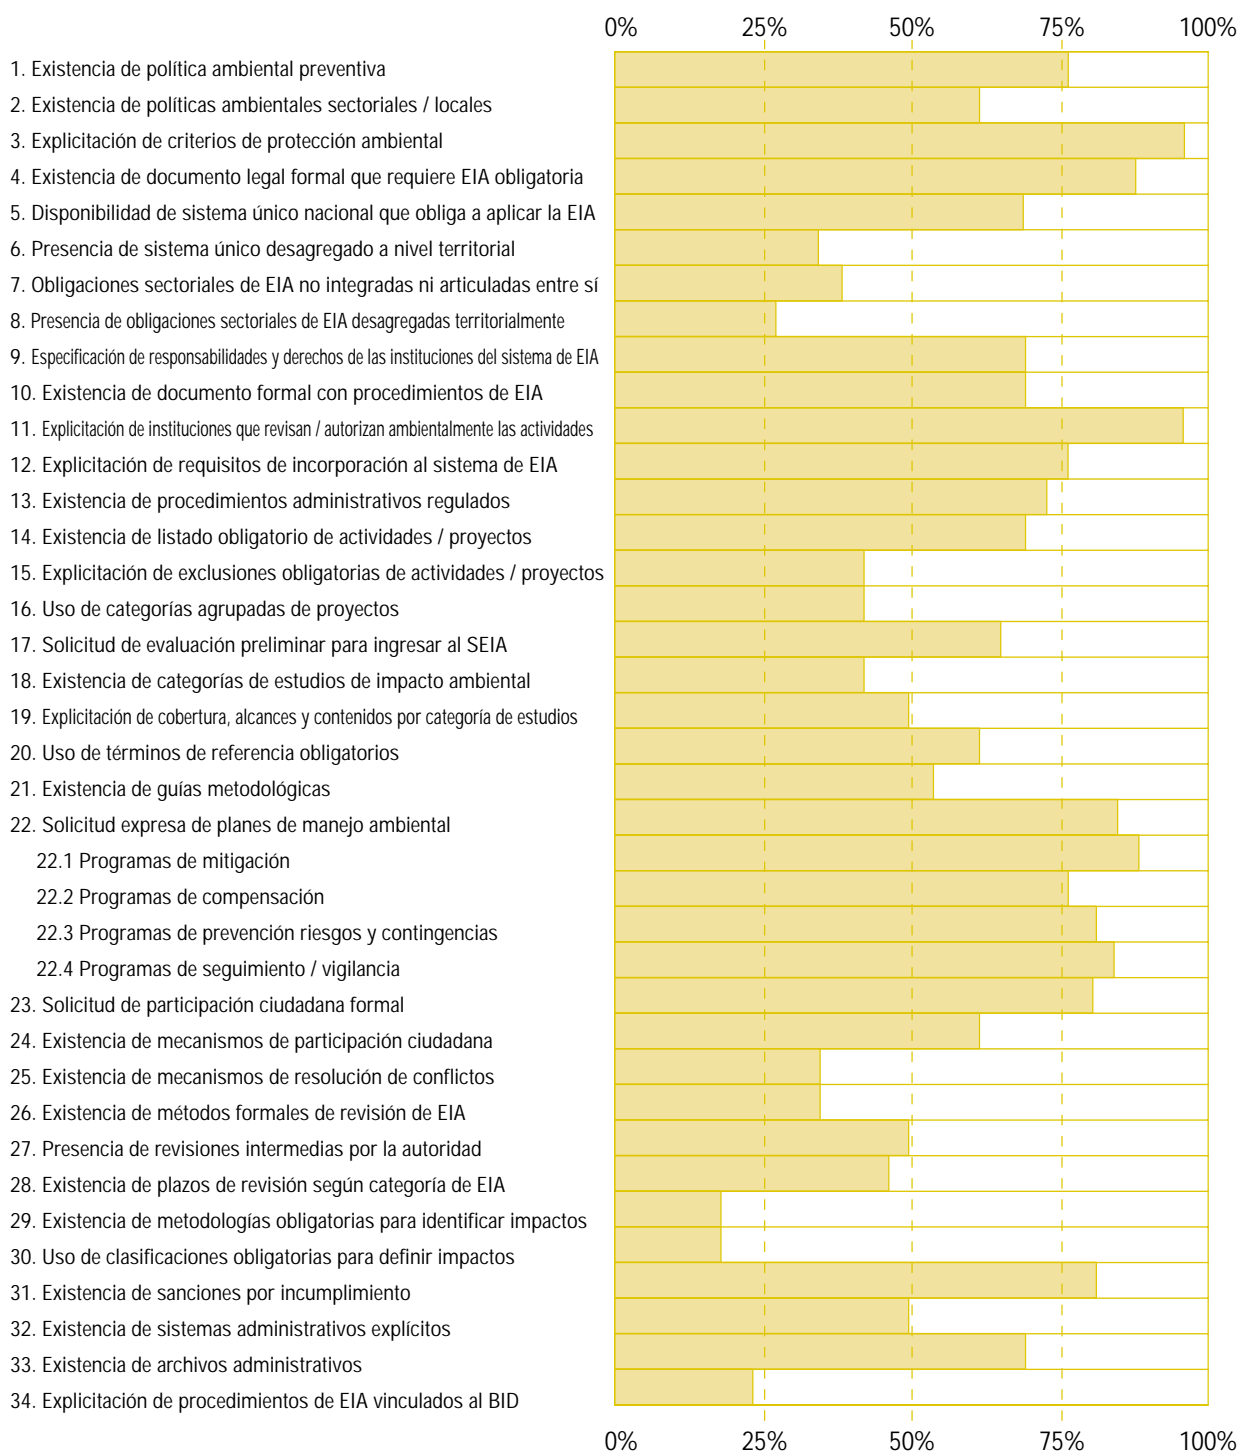 0% 25% 50% 75% 100%
1. Existencia de política ambiental preventiva
2. Existencia de políticas ambientales sectoriales / locales
3. Explicitación de criterios de protección ambiental
4. Existencia de documento legal formal que requiere EIA obligatoria
5. Disponibilidad de sistema único nacional que obliga a aplicar la EIA
6. Presencia de sistema único desagregado a nivel territorial
7. Obligaciones sectoriales de EIA no integradas ni articuladas entre sí
8. Presencia de obligaciones sectoriales de EIA desagregadas territorialmente
9. Especificación de responsabilidades y derechos de las instituciones del sistema de EIA
10. Existencia de documento formal con procedimientos de EIA
11. Explicitación de instituciones que revisan / autorizan ambientalmente las actividades
12. Explicitación de requisitos de incorporación al sistema de EIA
13. Existencia de procedimientos administrativos regulados
14. Existencia de listado obligatorio de actividades / proyectos
15. Explicitación de exclusiones obligatorias de actividades / proyectos
16. Uso de categorías agrupadas de proyectos
17. Solicitud de evaluación preliminar para ingresar al SEIA
18. Existencia de categorías de estudios de impacto ambiental
19. Explicitación de cobertura, alcances y contenidos por categoría de estudios
20. Uso de términos de referencia obligatorios
21. Existencia de guías metodológicas
22. Solicitud expresa de planes de manejo ambiental
22.1 Programas de mitigación
22.2 Programas de compensación
22.3 Programas de prevención riesgos y contingencias
22.4 Programas de seguimiento / vigilancia
23. Solicitud de participación ciudadana formal
24. Existencia de mecanismos de participación ciudadana
25. Existencia de mecanismos de resolución de conflictos
26. Existencia de métodos formales de revisión de EIA
27. Presencia de revisiones intermedias por la autoridad
28. Existencia de plazos de revisión según categoría de EIA
29. Existencia de metodologías obligatorias para identificar impactos
30. Uso de clasificaciones obligatorias para definir impactos
31. Existencia de sanciones por incumplimiento
32. Existencia de sistemas administrativos explícitos
33. Existencia de archivos administrativos
34. Explicitación de procedimientos de EIA vinculados al BID
0% 25% 50% 75% 100%